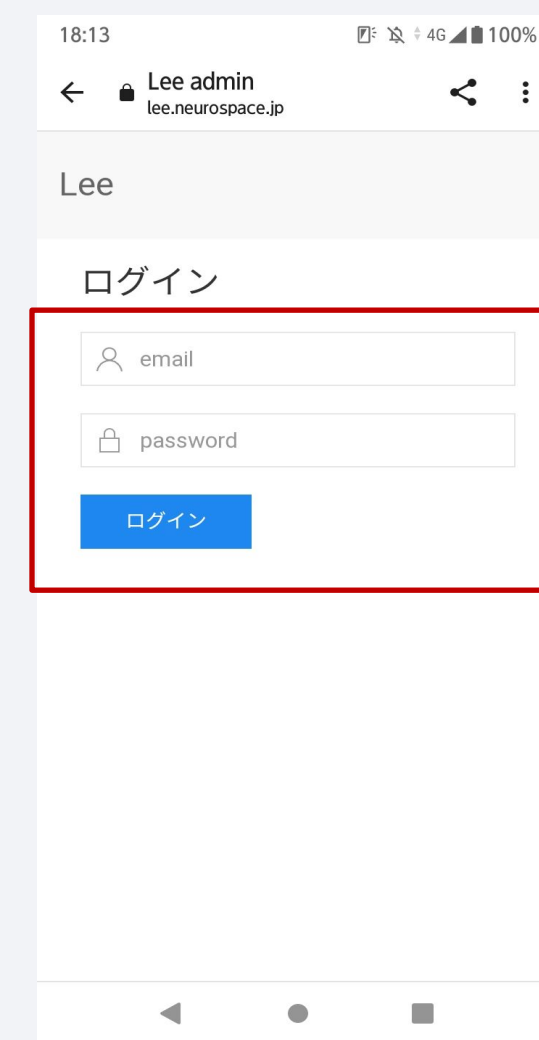 18:13 4G 100%
Lee admin
lee.neurospace.jp
Lee
ログイン
email
password
ログイン